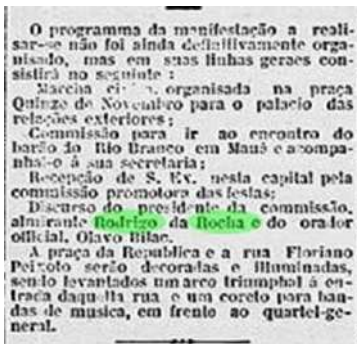 O programma da manifestação a reali-
sar-se não foi ainda definitivamente orga-
nisado, mas em suas linhas geraes con-
sistirá no seguinte :
Marcha civica, organisada na praça
Quinze de Novembro para o palacio das
relações exteriores;
Commissão para ir ao encontro do
barão do Rio Branco em Mauá e acompa-
nhal-o á sua secretaria;
Recepção de S. Ex. nesta capital pela
commissão promotora das festas;
Discurso do presidente da commissão,
almirante Rodrigo da Rocha e do orador
official, Olavo Bilac.
A praça da Republica e a rua Floriano
Peixoto serão decoradas e illuminadas,
sendo levantados um arco triumphal á en-
trada daquella rua e um coreto para ban-
das de musica, em frente ao quartel-ge-
neral.